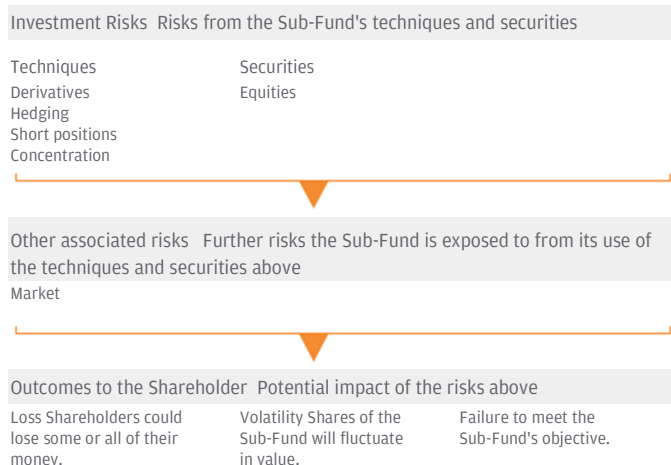 Investment Risks Risks from the Sub-Fund's techniques and securities
Techniques
Derivatives
Hedging
Short positions
Concentration
Securities
Equities
Other associated risks Further risks the Sub-Fund is exposed to from its use of
the techniques and securities above
Market
Outcomes to the Shareholder Potential impact of the risks above
Loss Shareholders could
lose some or all of their
money.
Volatility Shares of the
Sub-Fund will fluctuate
in value.
Failure to meet the
Sub-Fund's objective.